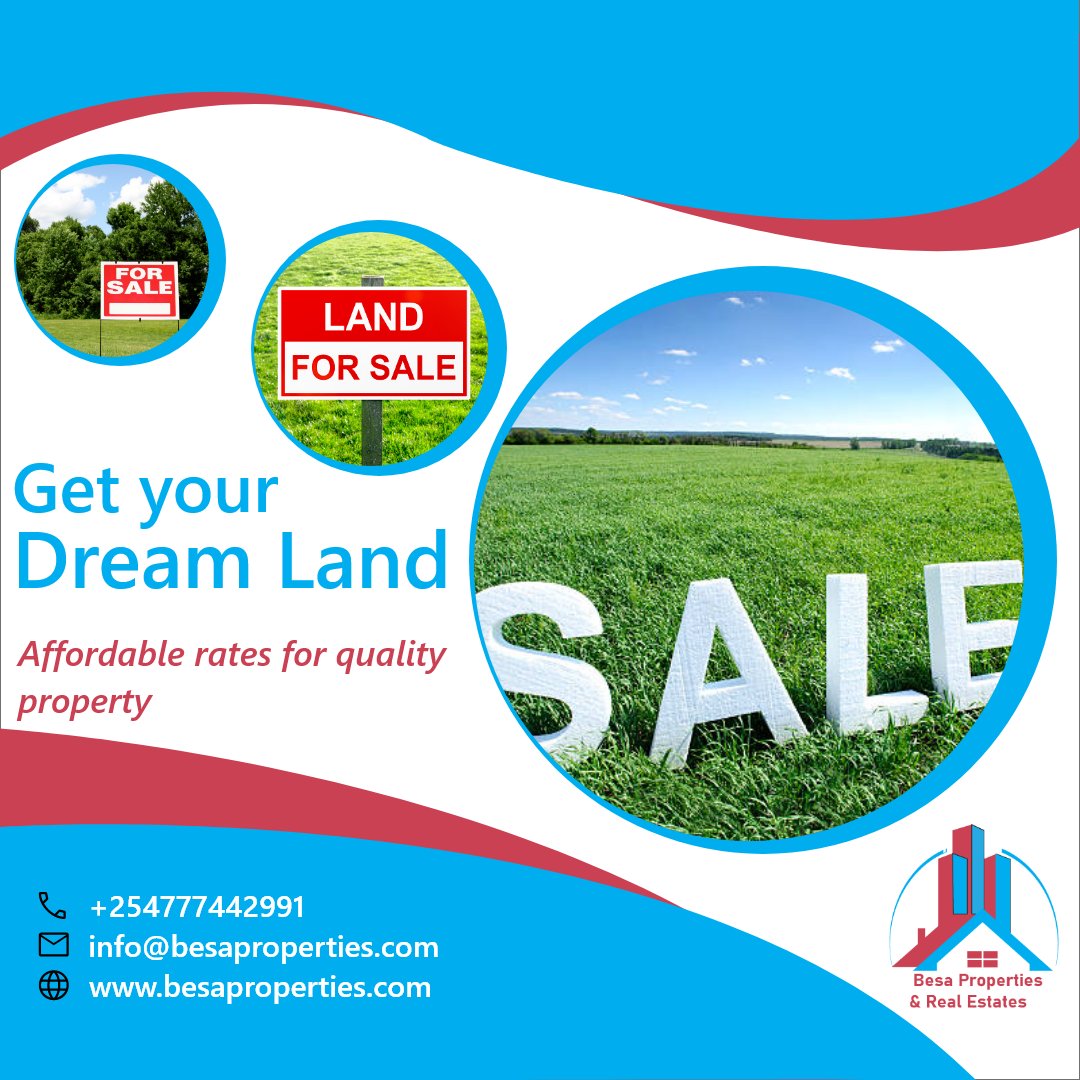 FOR
SALE
LAND
FOR SALE
Get your
Dream Land
Affordable rates for quality
property
SALE
+254777442991
info@besaproperties.com
www.besaproperties.com
Besa Properties
& Real Estates